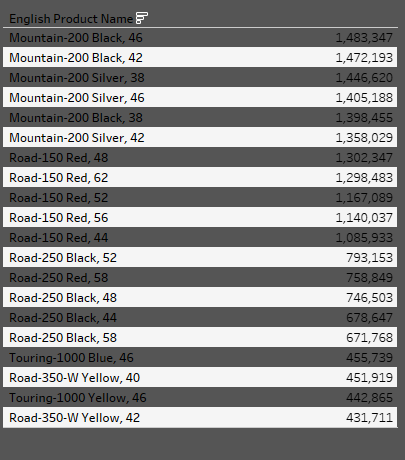 English Product Name
Mountain-200 Black, 46 1,483,347
Mountain-200 Black, 42 1,472,193
Mountain-200 Silver, 38 1,446,620
Mountain-200 Silver, 46 1,405,188
Mountain-200 Black, 38 1,398,455
Mountain-200 Silver, 42 1,358,029
Road-150 Red, 48 1,302,347
Road-150 Red, 62 1,298,483
Road-150 Red, 52 1,167,089
Road-150 Red, 56 1,140,037
Road-150 Red, 44 1,085,933
Road-250 Black, 52 793,153
Road-250 Red, 58 758,849
Road-250 Black, 48 746,503
Road-250 Black, 44 678,647
Road-250 Black, 58 671,768
Touring-1000 Blue, 46 455,739
Road-350-W Yellow, 40 451,919
Touring-1000 Yellow, 46 442,865
Road-350-W Yellow, 42 431,711